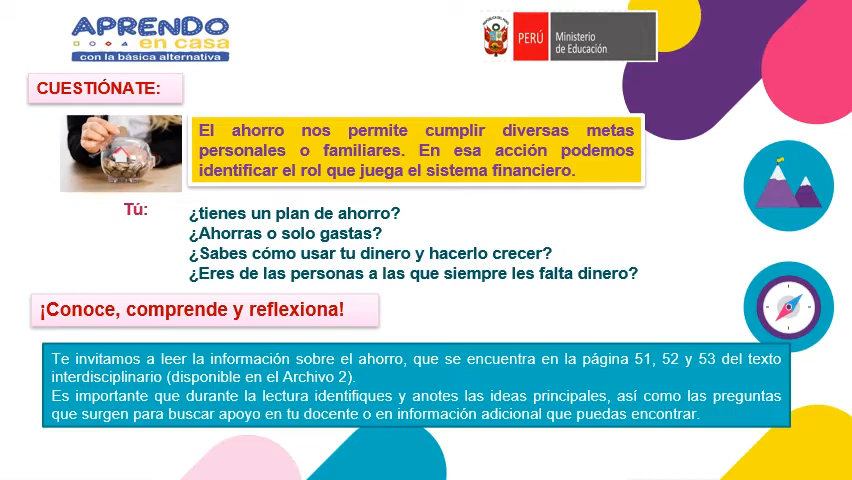 APRENDO
en casa
con la básica alternativa
PERÚ
Ministerio
de Educación
CUESTIÓNATE:
El ahorro nos permite cumplir diversas metas
personales o familiares. En esa acción podemos
identificar el rol que juega el sistema financiero.
Tú:
¿tienes un plan de ahorro?
¿Ahorras o solo gastas?
¿Sabes cómo usar tu dinero y hacerlo crecer?
¿Eres de las personas a las que siempre les falta dinero?
¡Conoce, comprende y reflexiona!
Te invitamos a leer la información sobre el ahorro, que se encuentra en la página 51, 52 y 53 del texto
interdisciplinario (disponible en el Archivo 2).
Es importante que durante la lectura identifiques y anotes las ideas principales, así como las preguntas
que surgen para buscar apoyo en tu docente o en información adicional que puedas encontrar.